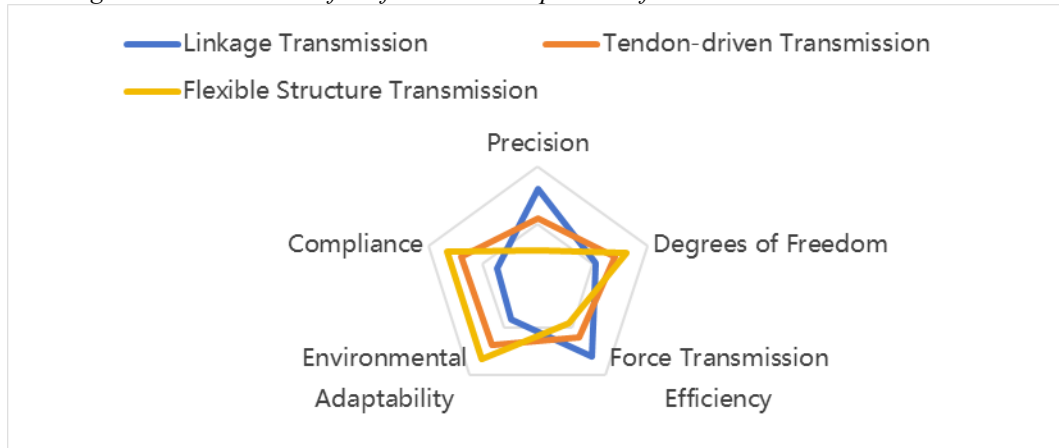 Linkage Transmission
Tendon-driven Transmission
Flexible Structure Transmission
Precision
Compliance
Degrees of Freedom
Environmental
Adaptability
Force Transmission
Efficiency